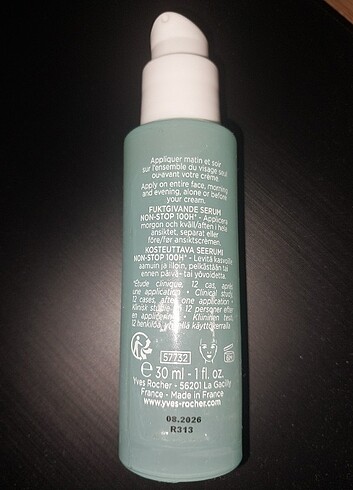 Appliquer matin et soir
sur l'ensemble du visage seul
ou avant votre crème.
Apply on entire face, morning
and evening, alone or before
your cream.
FUKTGIVANDE SERUM
NON-STOP 100H* - Applicera
morgon och kväll/aften i hele
ansiktet, separat eller
före/før ansiktscrèmen.
KOSTEUTTAVA SEERUMI
NON-STOP 100H* - Levitä kasvoille
aamuin ja illoin, pelkästään tai
ennen päivä- tai yövoidetta.
*Étude clinique, 12 cas, après
une application • Clinical study,
12 cases, after one application •
Klinisk studie - 12 personer efter
en applicering • Kliininen testi,
12 henkilöä, käyttökerralla
57732
e 30 ml - 1 fl. oz.
Yves Rocher - 56201 La Gacilly
France - Made in France
www.yves-rocher.com
08.2026
R313